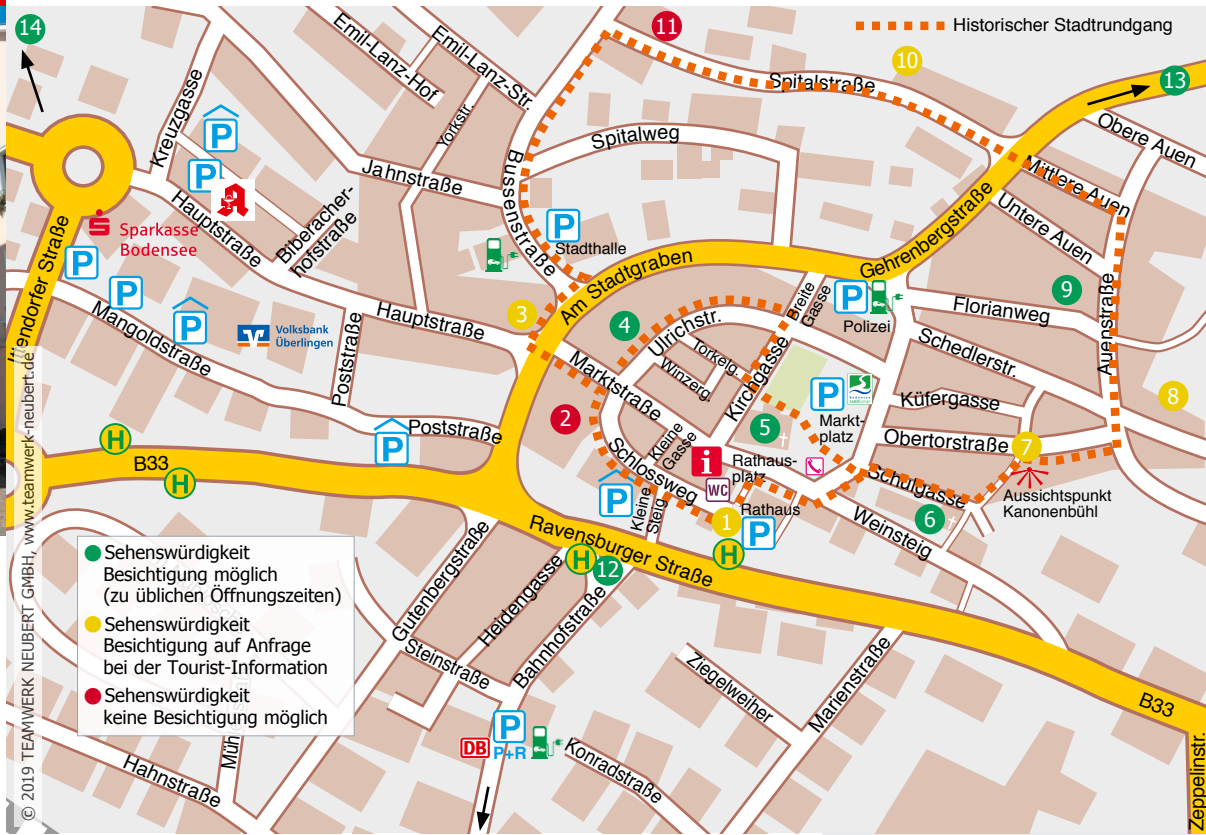 14
11
Historischer Stadtrundgang
10
13
Emil-Lanz-Hof
Emil-Lanz-Str.
Kreuzgasse
Yorkstr.
Spitalstraße
Spitalweg
Obere Auen
P
P
Jahnstraße
Bussenstraße
Mittlere Auen
Untere Auen
Hauptstraße
Biberacher-
hofstraße
Sparkasse
Bodensee
P
Stadthalle
Am Stadtgraben
Gehrenbergstraße
P
P
P
Mangoldstraße
Volksbank
Überlingen
Poststraße
Hauptstraße
3
4
Ulrichstr.
Breite
Gasse
P
Polizei
Florianweg
9
Auenstraße
Schedlerstr.
Torkelg.
Winzerg.
Kirchgasse
Marktstraße
2
P
Markt-
platz
Küfergasse
8
Obertorstraße
7
5
Kleine
Gasse
Schlossweg
i
Rathaus-
platz
WC
Schulgasse
Aussichtspunkt
Kanonenbühl
6
H
B33
H
P
Poststraße
P
Kleine
Steig
1
Rathaus
P
H
Weinsteig
Ravensburger Straße
H
12
Sehenswürdigkeit
Besichtigung möglich
(zu üblichen Öffnungszeiten)
Sehenswürdigkeit
Besichtigung auf Anfrage
bei der Tourist-Information
Sehenswürdigkeit
keine Besichtigung möglich
Gutenbergstraße
Heidengasse
Bahnhofstraße
Steinstraße
Ziegelweiher
Marienstraße
B33
Zeppelinstr.
DB
P
P+R
Konradstraße
Hahnstraße
© 2019 TEAMWERK NEUBERT GMBH, www.teamwerk-neubert.de